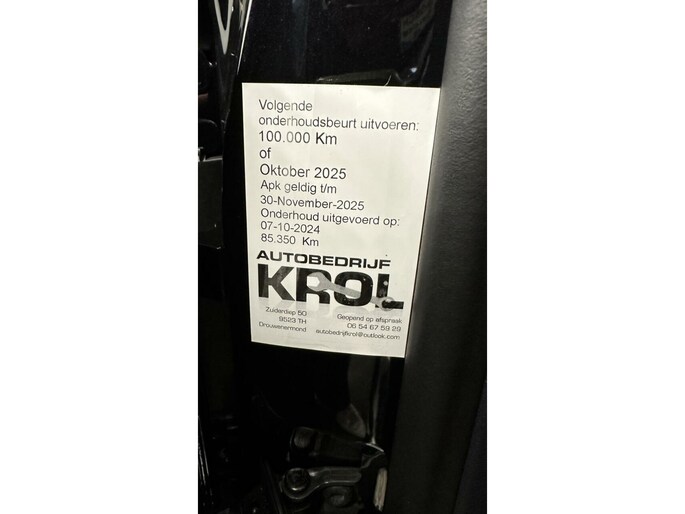 Volgende
onderhoudsbeurt uitvoeren:
100.000 Km
of
Oktober 2025
Apk geldig t/m
30-November-2025
Onderhoud uitgevoerd op:
07-10-2024
85.350 Km
AUTOBEDRIJF
KROL
Zuiderdiep 50
9523 TH
Drouwenermond
Geopend op afspraak
06 54 67 59 29
autobedrijfkrol@outlook.com